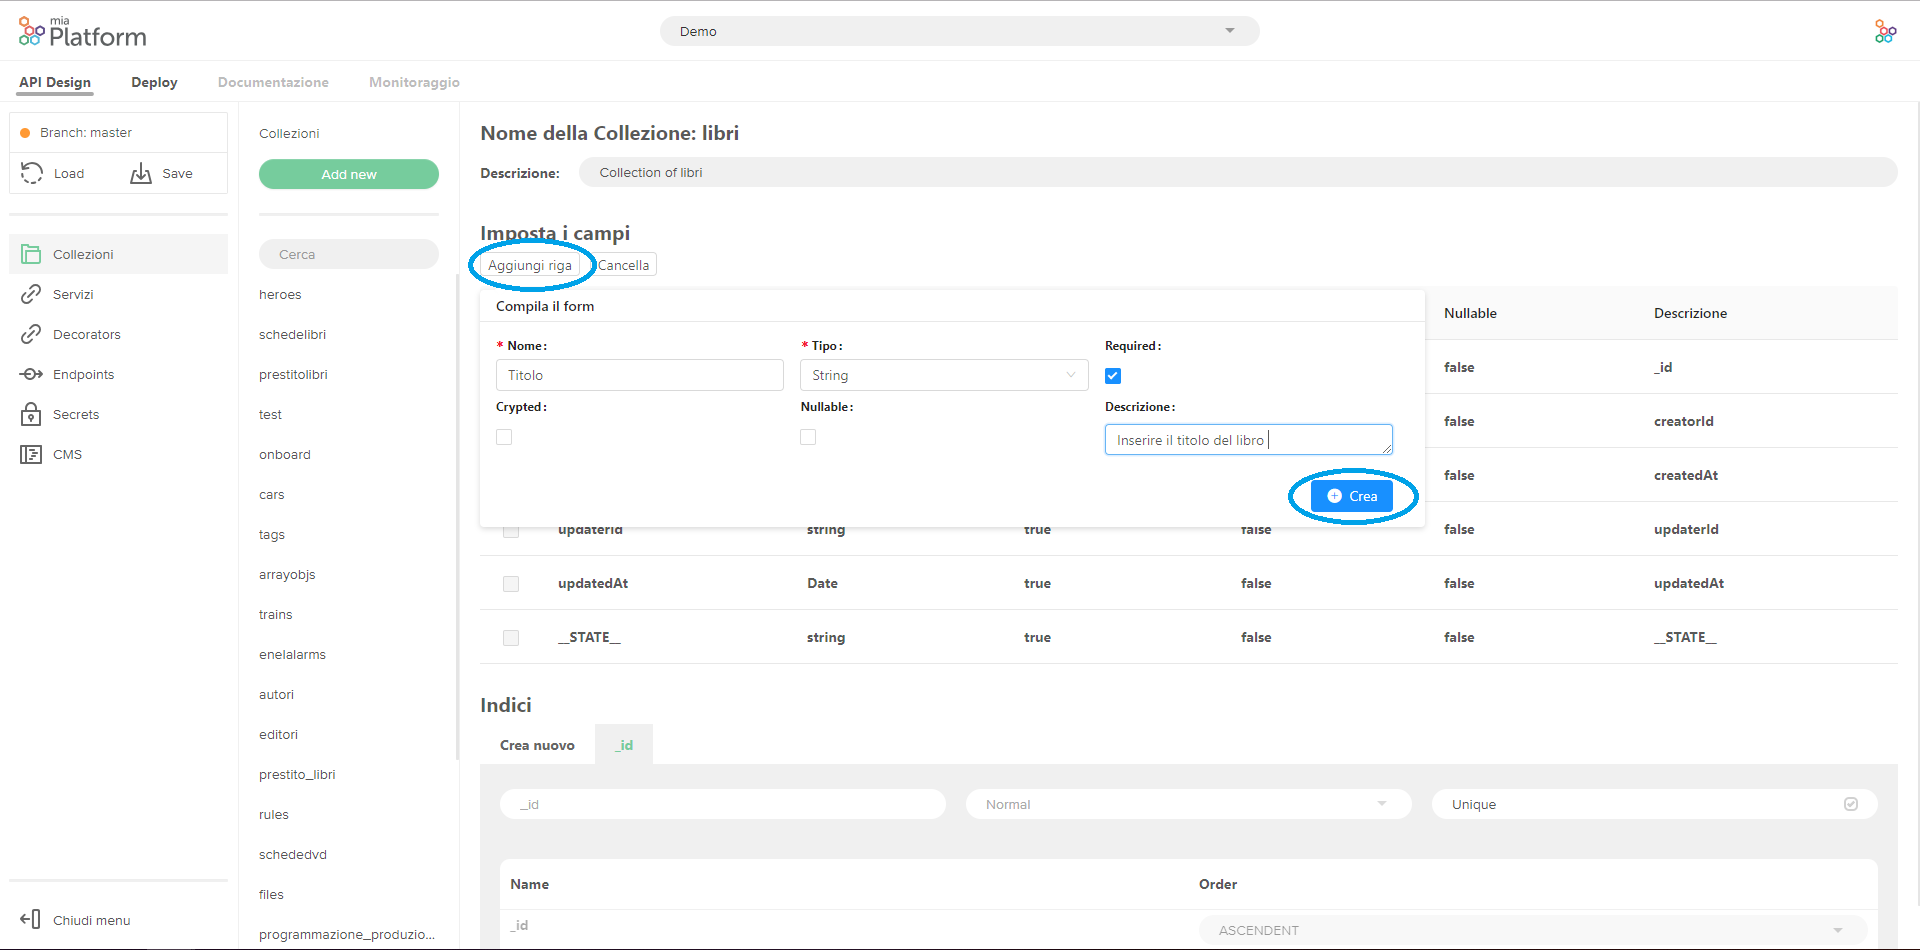 mia
Platform
Demo
API Design
Deploy
Documentazione
Monitoraggio
Branch: master
Load
Save
Collezioni
Servizi
Decorators
Endpoints
Secrets
CMS
Chiudi menu
Collezioni
Add new
Cerca
heroes
schedelibri
prestitolibri
test
onboard
cars
tags
arrayobjs
trains
enelalarms
autori
editori
prestito_libri
rules
schededvd
files
programmazione_produzio...
Nome della Collezione: libri
Descrizione: Collection of libri
Imposta i campi
Aggiungi riga Cancella
Compila il form
* Nome: * Tipo: Required:
Titolo String
Crypted: Nullable: Descrizione:
Inserire il titolo del libro
Crea
Nullable Descrizione
false _id
false creatorId
false createdAt
updaterId string true false false updaterId
updatedAt Date true false false updatedAt
__STATE__ string true false false __STATE__
Indici
Crea nuovo _id
_id Normal Unique
Name Order
_id ASCENDENT